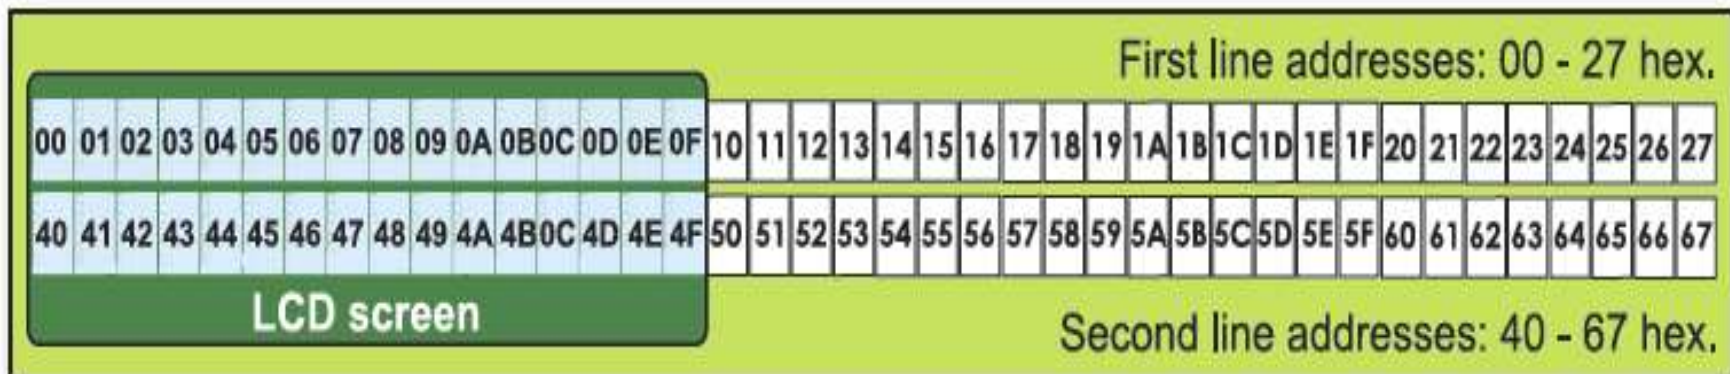 First line addresses: 00 - 27 hex.
00 01 02 03 04 05 06 07 08 09 0A 0B 0C 0D 0E 0F 10 11 12 13 14 15 16 17 18 19 1A 1B 1C 1D 1E 1F 20 21 22 23 24 25 26 27
40 41 42 43 44 45 46 47 48 49 4A 4B 0C 4D 4E 4F 50 51 52 53 54 55 56 57 58 59 5A 5B 5C 5D 5E 5F 60 61 62 63 64 65 66 67
LCD screen
Second line addresses: 40 - 67 hex.